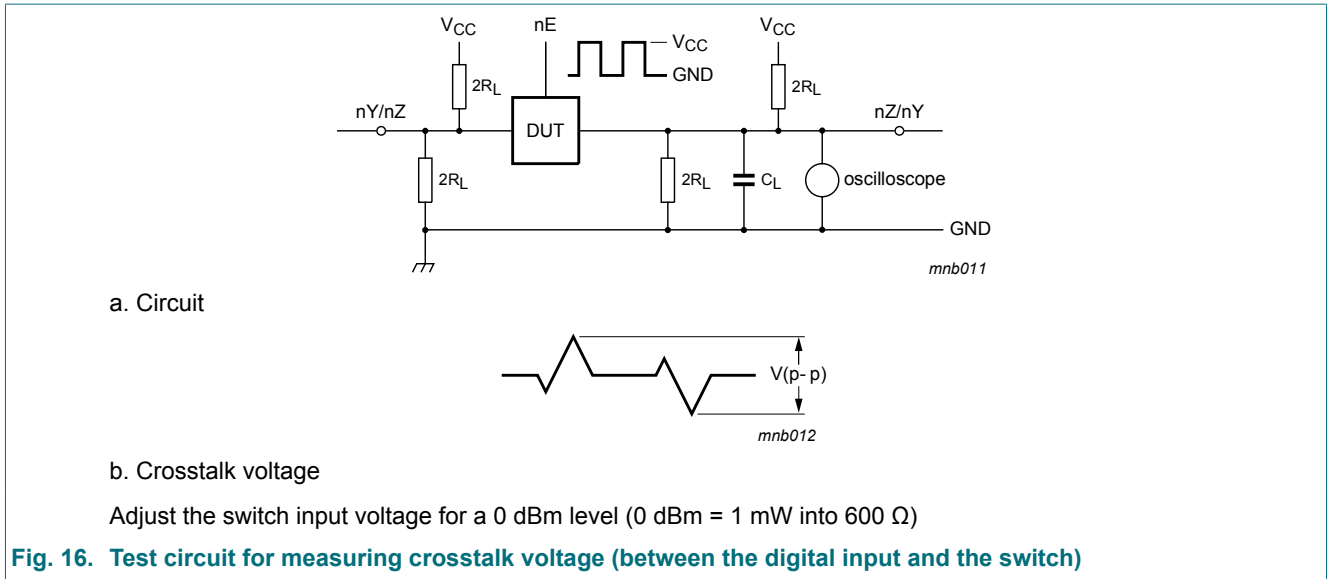 VCC
nE
VCC
GND
VCC
2RL
2RL
nY/nZ
DUT
nZ/nY
2RL
2RL
CL
oscilloscope
GND
mnb011
a. Circuit
V(p- p)
mnb012
b. Crosstalk voltage
Adjust the switch input voltage for a 0 dBm level (0 dBm = 1 mW into 600 Ω)
Fig. 16. Test circuit for measuring crosstalk voltage (between the digital input and the switch)